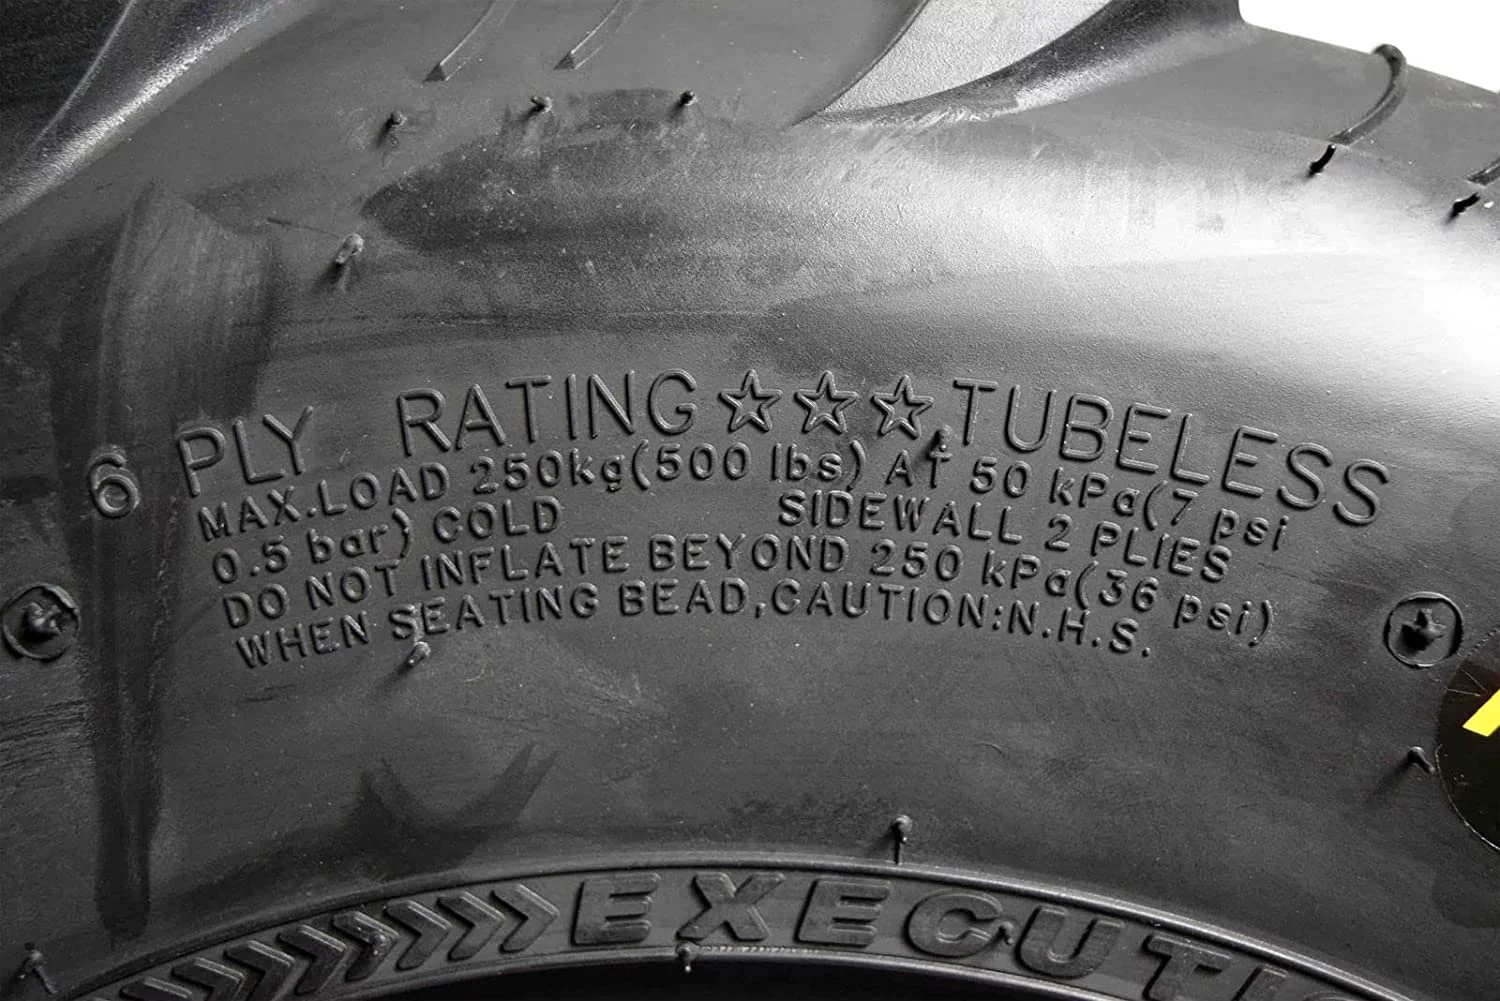 6 PLY RATING ☆☆☆ TUBELESS
MAX.LOAD 250kg(500 lbs) AT 50 kPa(7 psi
0.5 bar) COLD SIDEWALL 2 PLIES
DO NOT INFLATE BEYOND 250 kPa(36 psi)
WHEN SEATING BEAD,CAUTION:N.H.S.
EXECUTI